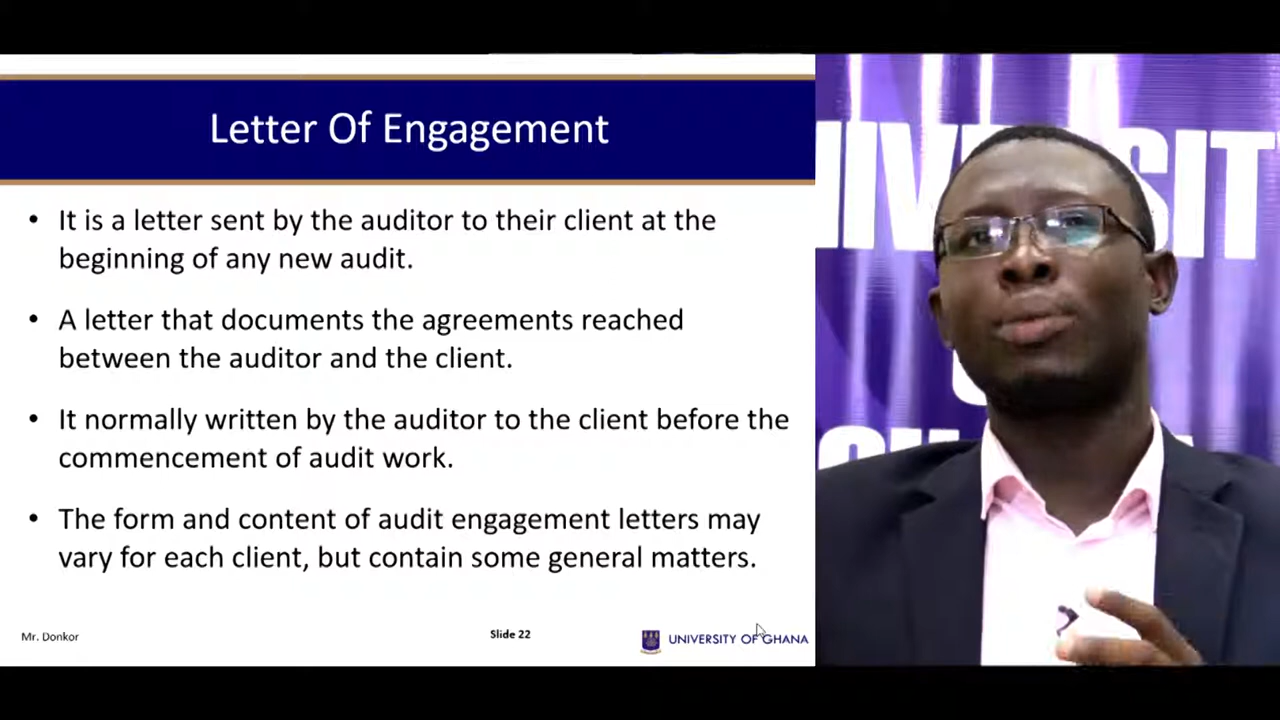 Letter Of Engagement
• It is a letter sent by the auditor to their client at the
beginning of any new audit.
• A letter that documents the agreements reached
between the auditor and the client.
• It normally written by the auditor to the client before the
commencement of audit work.
• The form and content of audit engagement letters may
vary for each client, but contain some general matters.
Mr. Donkor
Slide 22
UNIVERSITY OF GHANA